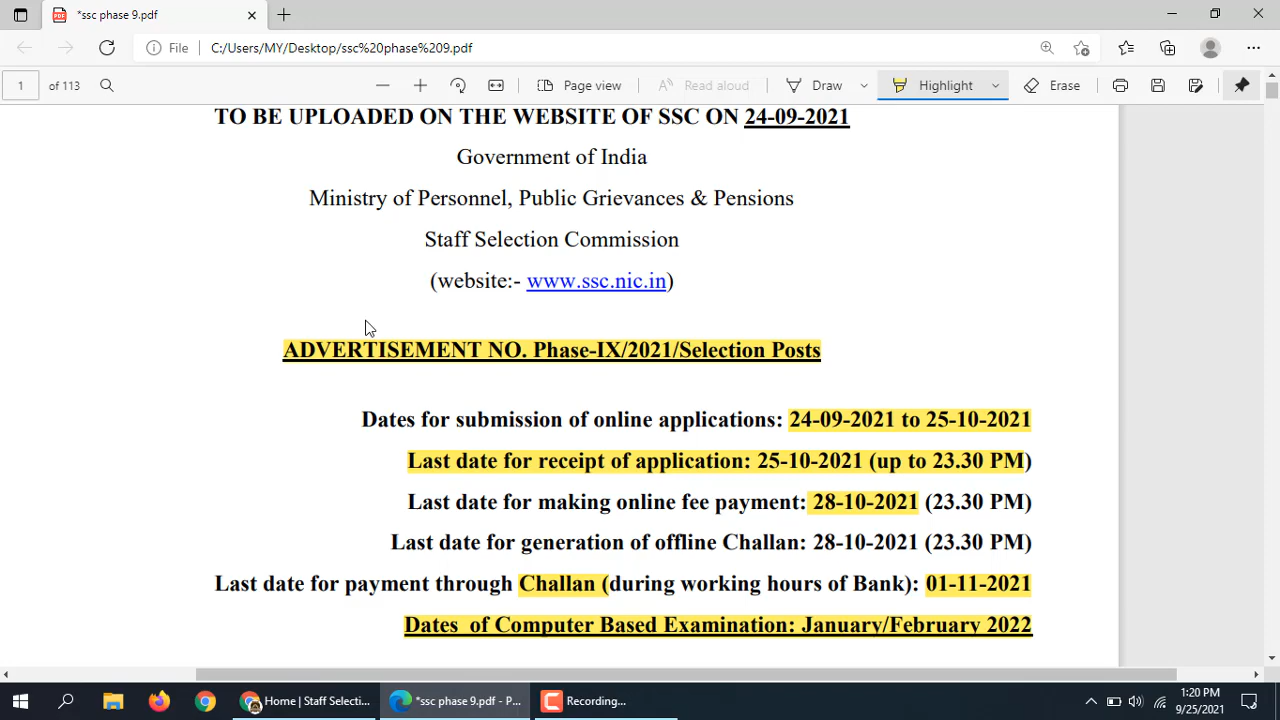 *ssc phase 9.pdf
File C:/Users/MY/Desktop/ssc%20phase%209.pdf
1 of 113 Page view Read aloud Draw Highlight Erase
TO BE UPLOADED ON THE WEBSITE OF SSC ON 24-09-2021
Government of India
Ministry of Personnel, Public Grievances & Pensions
Staff Selection Commission
(website:- www.ssc.nic.in)
ADVERTISEMENT NO. Phase-IX/2021/Selection Posts
Dates for submission of online applications: 24-09-2021 to 25-10-2021
Last date for receipt of application: 25-10-2021 (up to 23.30 PM)
Last date for making online fee payment: 28-10-2021 (23.30 PM)
Last date for generation of offline Challan: 28-10-2021 (23.30 PM)
Last date for payment through Challan (during working hours of Bank): 01-11-2021
Dates of Computer Based Examination: January/February 2022
Home | Staff Selecti... *ssc phase 9.pdf - P... Recording... 1:20 PM
9/25/2021